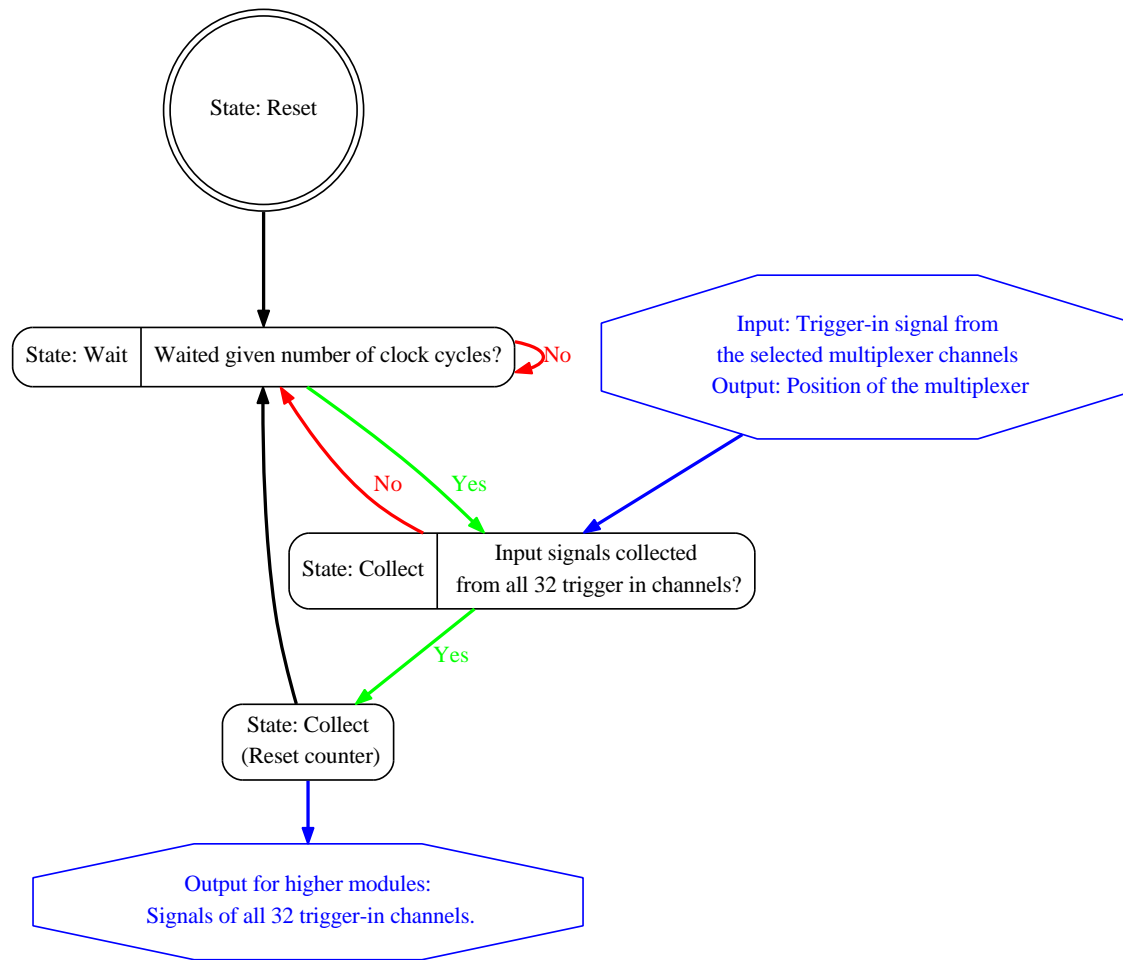 State: Reset
State: Wait
Waited given number of clock cycles?
No
Input: Trigger-in signal from
the selected multiplexer channels
Output: Position of the multiplexer
No
Yes
State: Collect
Input signals collected
from all 32 trigger in channels?
Yes
State: Collect
(Reset counter)
Output for higher modules:
Signals of all 32 trigger-in channels.